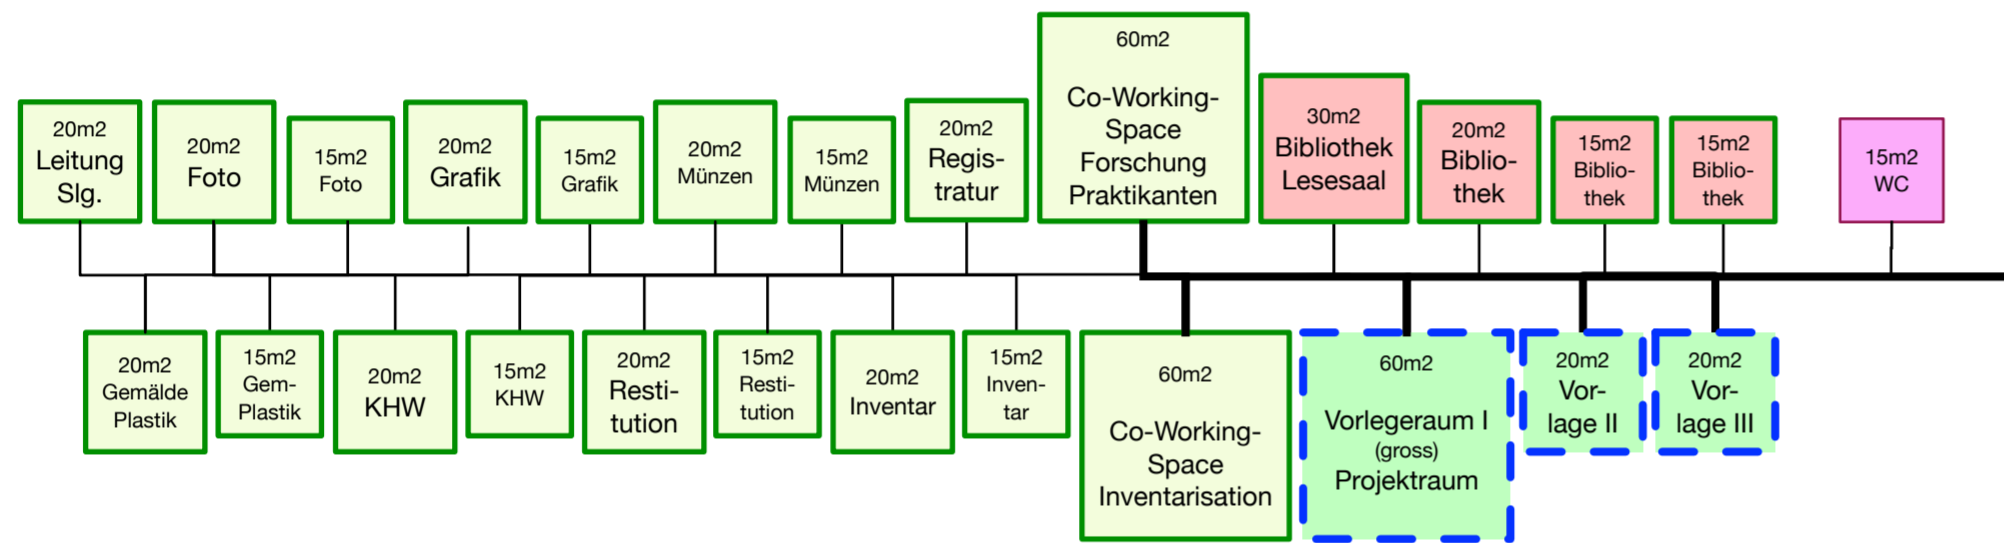 20m2
Leitung
Slg.
20m2
Foto
15m2
Foto
20m2
Grafik
15m2
Grafik
20m2
Münzen
15m2
Münzen
20m2
Regis-
tratur
60m2
Co-Working-
Space
Forschung
Praktikanten
30m2
Bibliothek
Lesesaal
20m2
Biblio-
thek
15m2
Biblio-
thek
15m2
Biblio-
thek
15m2
WC
20m2
Gemälde
Plastik
15m2
Gem-
Plastik
20m2
KHW
15m2
KHW
20m2
Resti-
tution
15m2
Resti-
tution
20m2
Inventar
15m2
Inven-
tar
60m2
Co-Working-
Space
Inventarisation
60m2
Vorlegeraum I
(gross)
Projektraum
20m2
Vor-
lage II
20m2
Vor-
lage III